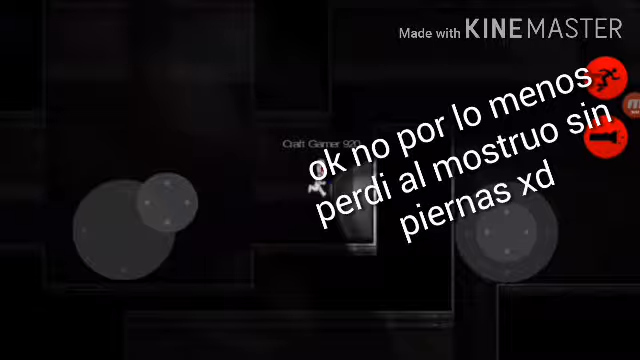 Made with KINEMASTER
Craft Gamer 920
ok no por lo menos
perdi al mostruo sin
piernas xd